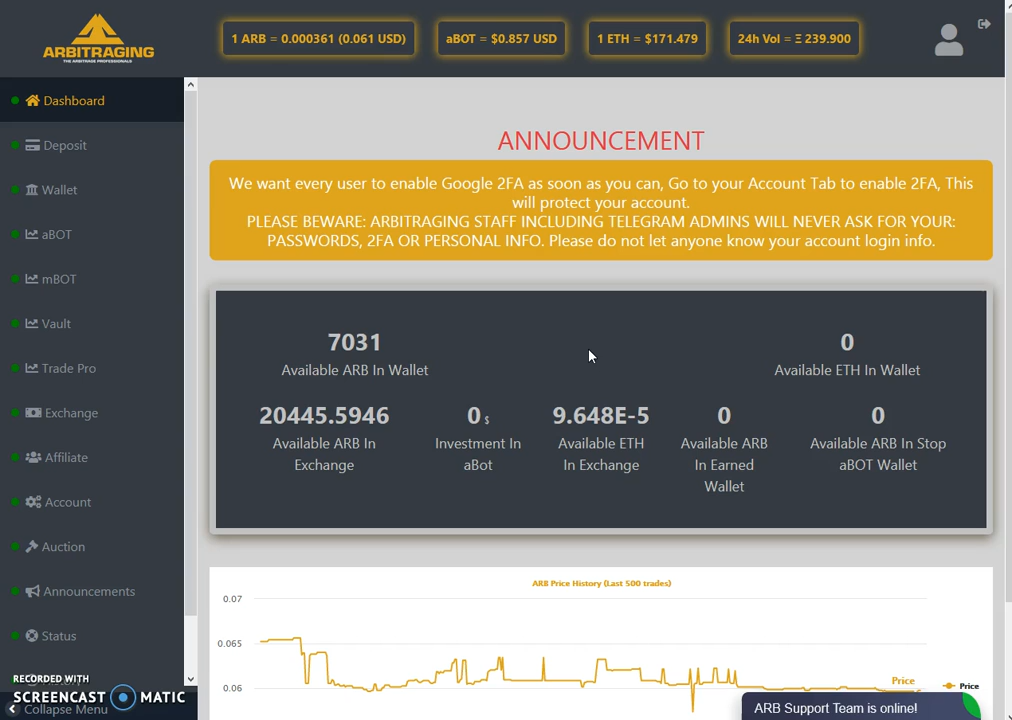 ARBITRAGING
THE ARBITRAGE PROFESSIONALS
1 ARB = 0.000361 (0.061 USD)
aBOT = $0.857 USD
1 ETH = $171.479
24h Vol = Ξ 239.900
Dashboard
Deposit
Wallet
aBOT
mBOT
Vault
Trade Pro
Exchange
Affiliate
Account
Auction
Announcements
Status
RECORDED WITH
SCREENCAST MATIC
Collapse Menu
ANNOUNCEMENT
We want every user to enable Google 2FA as soon as you can, Go to your Account Tab to enable 2FA, This
will protect your account.
PLEASE BEWARE: ARBITRAGING STAFF INCLUDING TELEGRAM ADMINS WILL NEVER ASK FOR YOUR:
PASSWORDS, 2FA OR PERSONAL INFO. Please do not let anyone know your account login info.
7031
Available ARB In Wallet
0
Available ETH In Wallet
20445.5946
Available ARB In
Exchange
0 $
Investment In
aBot
9.648E-5
Available ETH
In Exchange
0
Available ARB
In Earned
Wallet
0
Available ARB In Stop
aBOT Wallet
ARB Price History (Last 500 trades)
0.07
0.065
0.06
Price
Price
ARB Support Team is online!